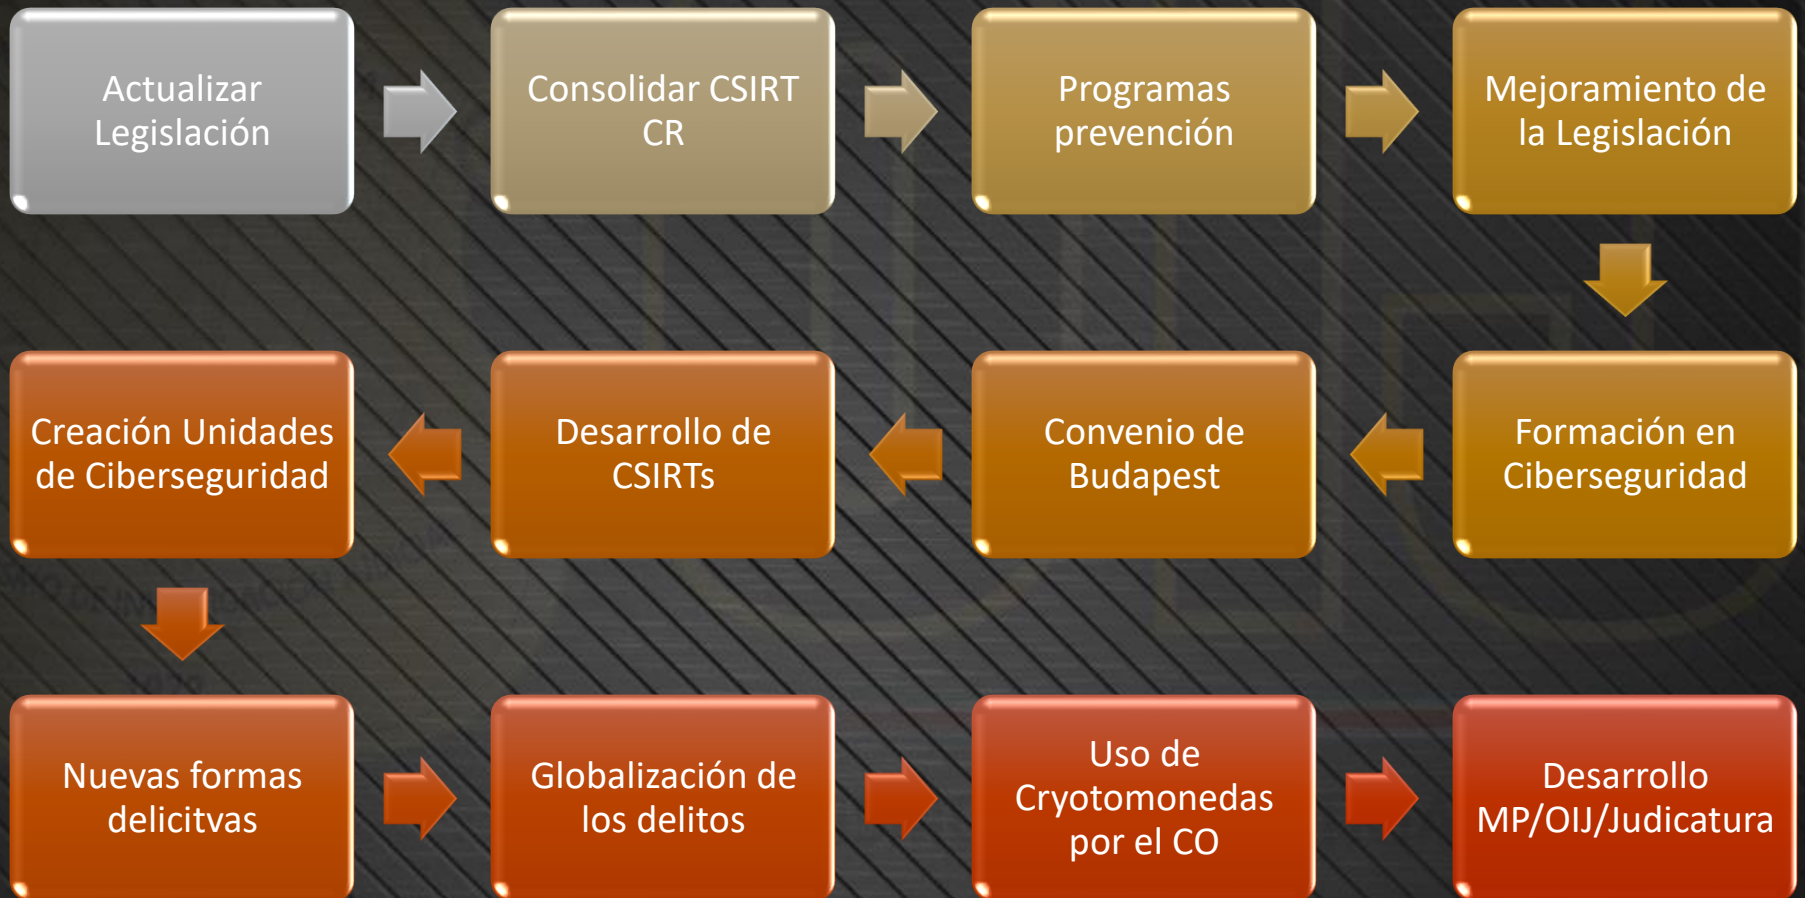 Actualizar
Legislación
Consolidar CSIRT
CR
Programas
prevención
Mejoramiento de
la Legislación
Formación en
Ciberseguridad
Convenio de
Budapest
Desarrollo de
CSIRTs
Creación Unidades
de Ciberseguridad
Nuevas formas
delicitvas
Globalización de
los delitos
Uso de
Cryotomonedas
por el CO
Desarrollo
MP/OIJ/Judicatura